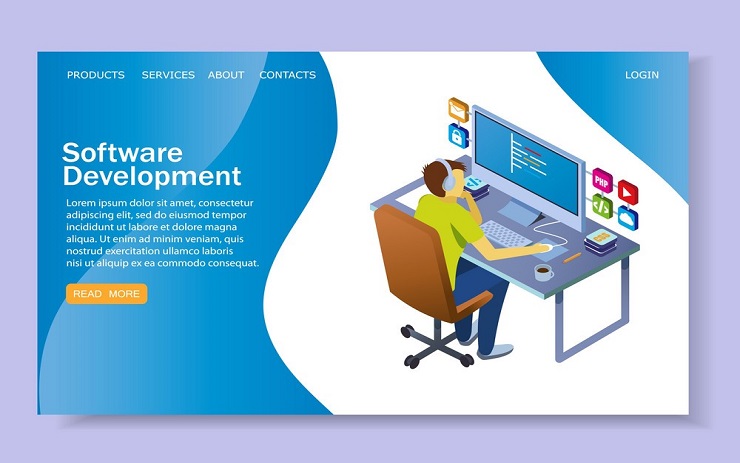 PRODUCTS SERVICES ABOUT CONTACTS LOGIN
Software
Development
Lorem ipsum dolor sit amet, consectetur
adipiscing elit, sed do eiusmod tempor
incididunt ut labore et dolore magna
aliqua. Ut enim ad minim veniam, quis
nostrud exercitation ullamco laboris
nisi ut aliquip ex ea commodo consequat.
READ MORE
PHP
</>